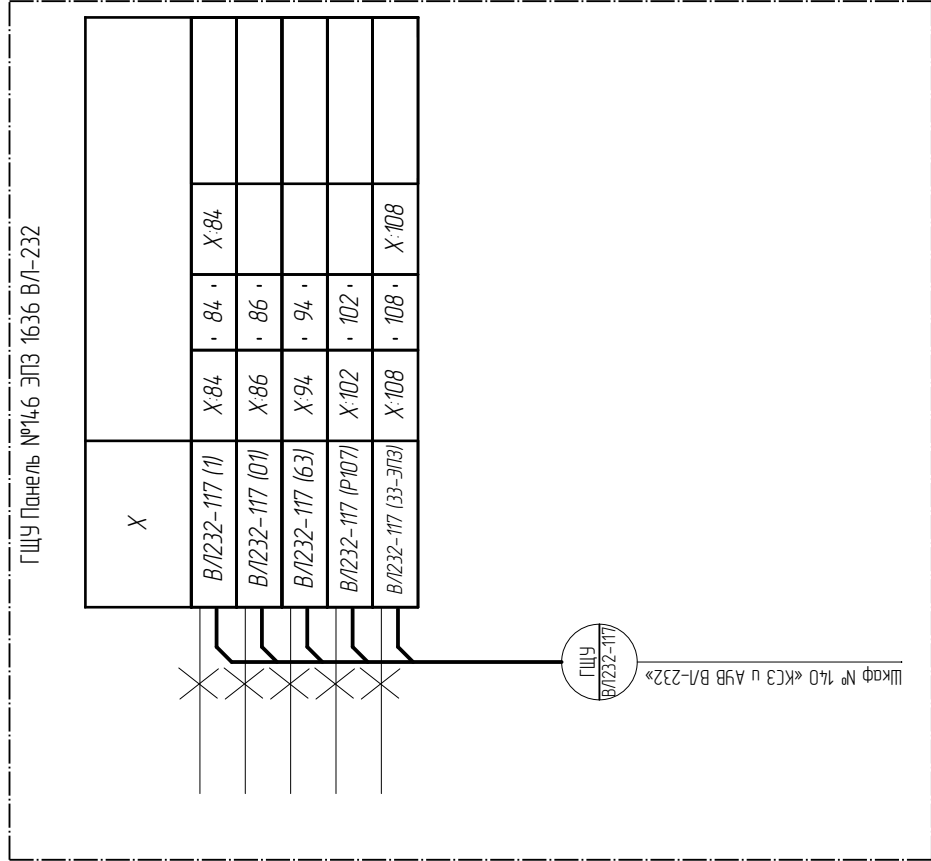 ГЩУ Панель №146 ЭПЗ 1636 ВЛ-232
X
ВЛ232-117 (1) X:84 - 84 - X:84
ВЛ232-117 (01) X:86 - 86 -
ВЛ232-117 (63) X:94 - 94 -
ВЛ232-117 (Р107) X:102 - 102 -
ВЛ232-117 (33-ЭПЗ) X:108 - 108 - X:108
ГЩУ
ВЛ232-117
Шкаф № 140 «КСЗ и АУВ ВЛ-232»